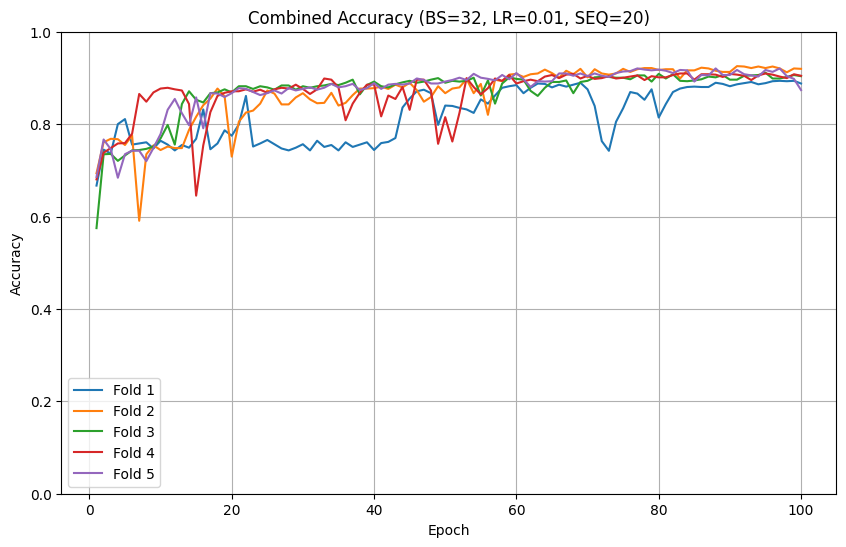 Combined Accuracy (BS=32, LR=0.01, SEQ=20)
1.0
0.8
0.6
0.4
0.2
0.0
Accuracy
Fold 1
Fold 2
Fold 3
Fold 4
Fold 5
0 20 40 60 80 100
Epoch